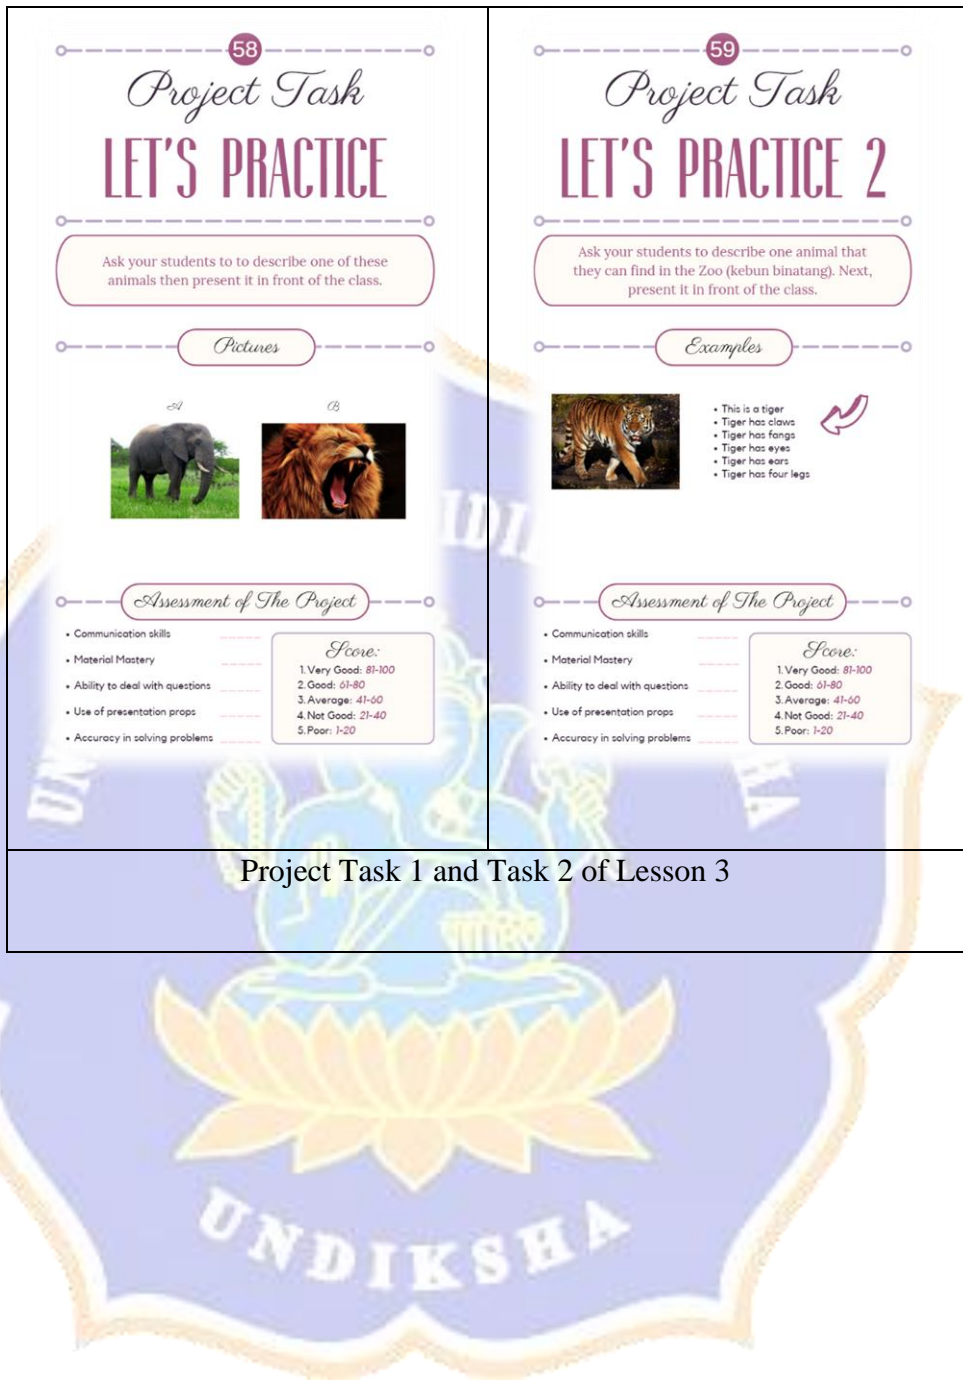 58
Project Task
LET'S PRACTICE
Ask your students to to describe one of these
animals then present it in front of the class.
Pictures
A
B
Assessment of The Project
• Communication skills
• Material Mastery
• Ability to deal with questions
• Use of presentation props
• Accuracy in solving problems
Score:
1. Very Good: 81-100
2. Good: 61-80
3. Average: 41-60
4. Not Good: 21-40
5. Poor: 1-20
59
Project Task
LET'S PRACTICE 2
Ask your students to describe one animal that
they can find in the Zoo (kebun binatang). Next,
present it in front of the class.
Examples
• This is a tiger
• Tiger has claws
• Tiger has fangs
• Tiger has eyes
• Tiger has ears
• Tiger has four legs
Assessment of The Project
• Communication skills
• Material Mastery
• Ability to deal with questions
• Use of presentation props
• Accuracy in solving problems
Score:
1. Very Good: 81-100
2. Good: 61-80
3. Average: 41-60
4. Not Good: 21-40
5. Poor: 1-20
Project Task 1 and Task 2 of Lesson 3
UNDIKSHA